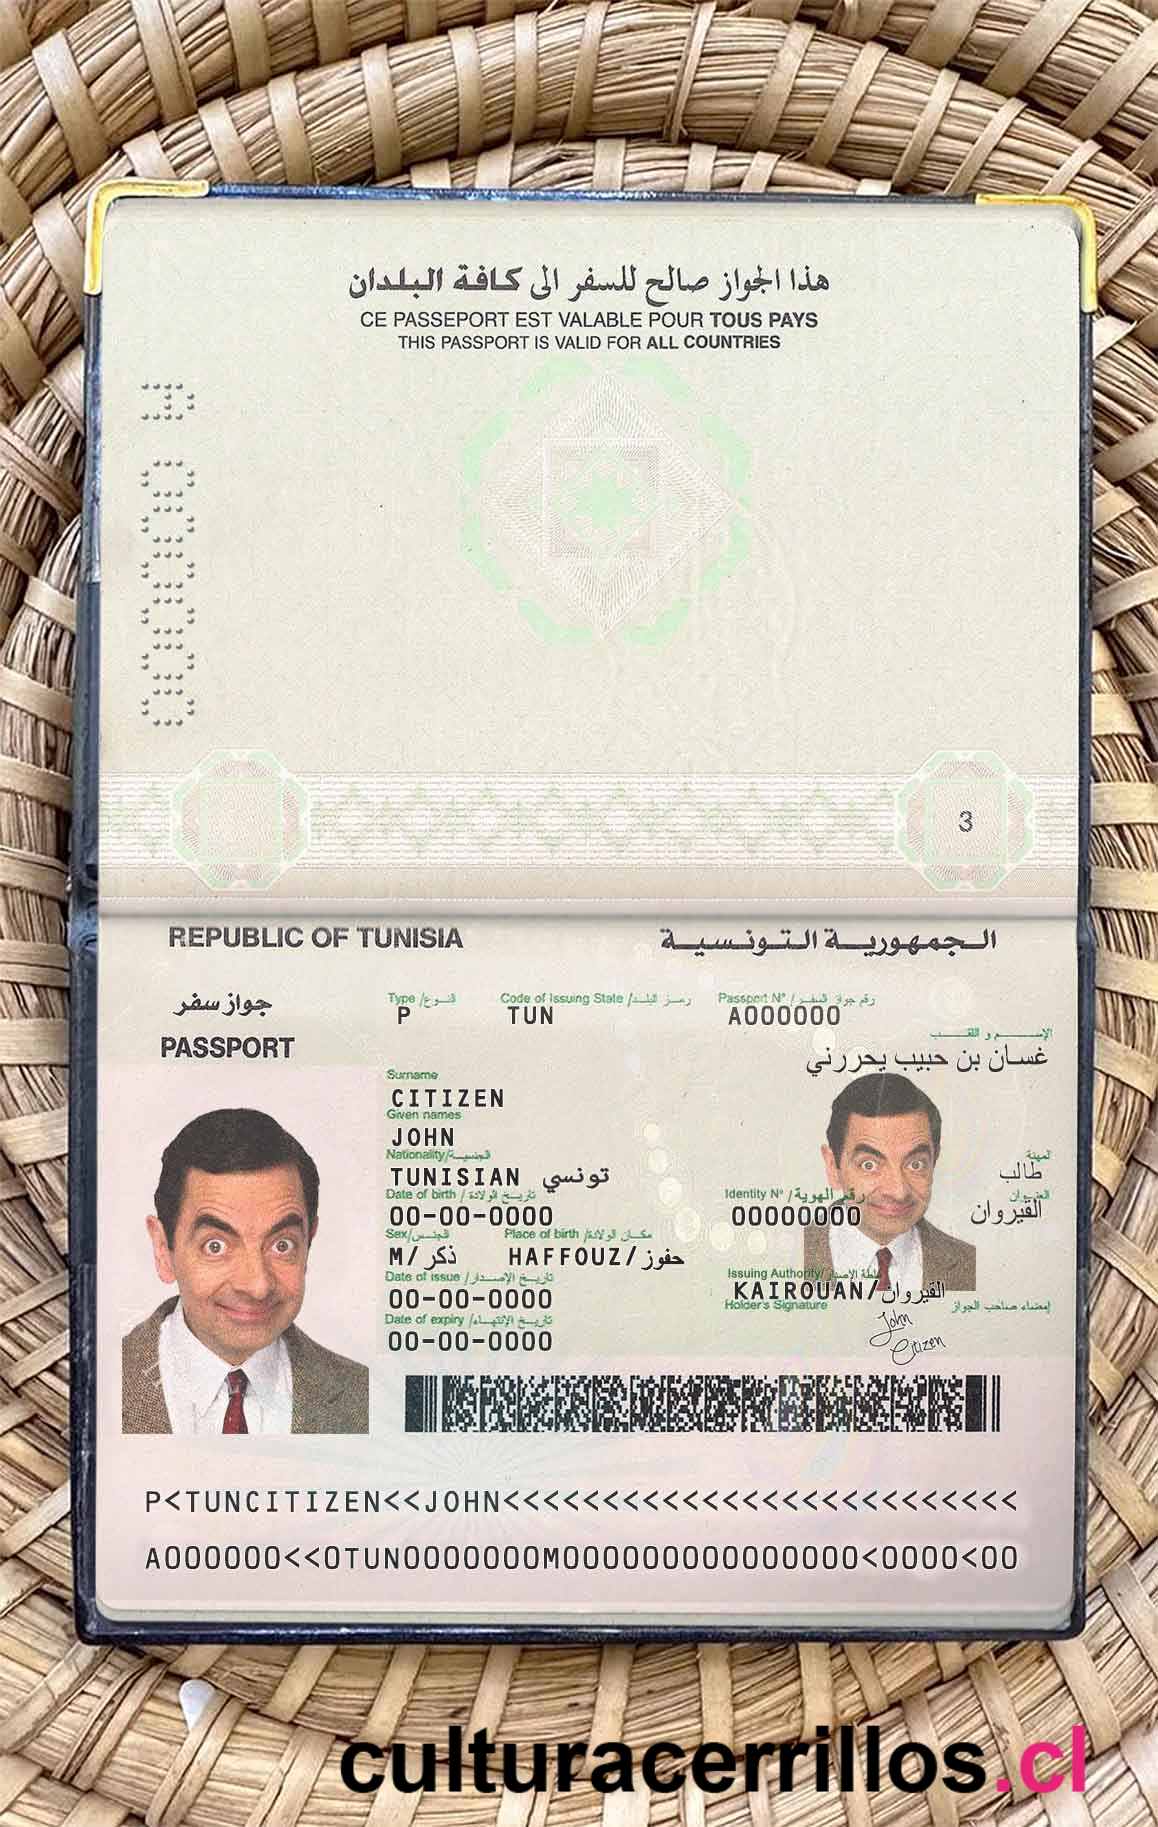 هذا الجواز صالح للسفر الى كافة البلدان
CE PASSEPORT EST VALABLE POUR TOUS PAYS
THIS PASSPORT IS VALID FOR ALL COUNTRIES
3
REPUBLIC OF TUNISIA الجمهورية التونسية
جواز سفر
PASSPORT
Type / النوع Code of Issuing State / رمز البلد Passport N° / رقم جواز السفر
P TUN A000000
الإسم و اللقب
غسان بن حبيب يحررني
Surname
CITIZEN
Given names
JOHN
Nationality / الجنسية المهنة
TUNISIAN تونسي طالب
Date of birth / تاريخ الولادة Identity N° / رقم الهوية العنوان
00-00-0000 00000000 القيروان
Sex / الجنس Place of birth / مكان الولادة
M/ذكر HAFFOUZ/حفوز
Date of issue / تاريخ الإصدار Issuing Authority/
00-00-0000 KAIROUAN/القيروان
Date of expiry / تاريخ الإنتهاء Holder's Signature إمضاء صاحب الجواز
00-00-0000 John Citizen
P<TUNCITIZEN<<JOHN<<<<<<<<<<<<<<<<<<<<<<<<<<
A000000<<0TUN0000000M0000000000000000<0000<00
culturacerrillos.cl